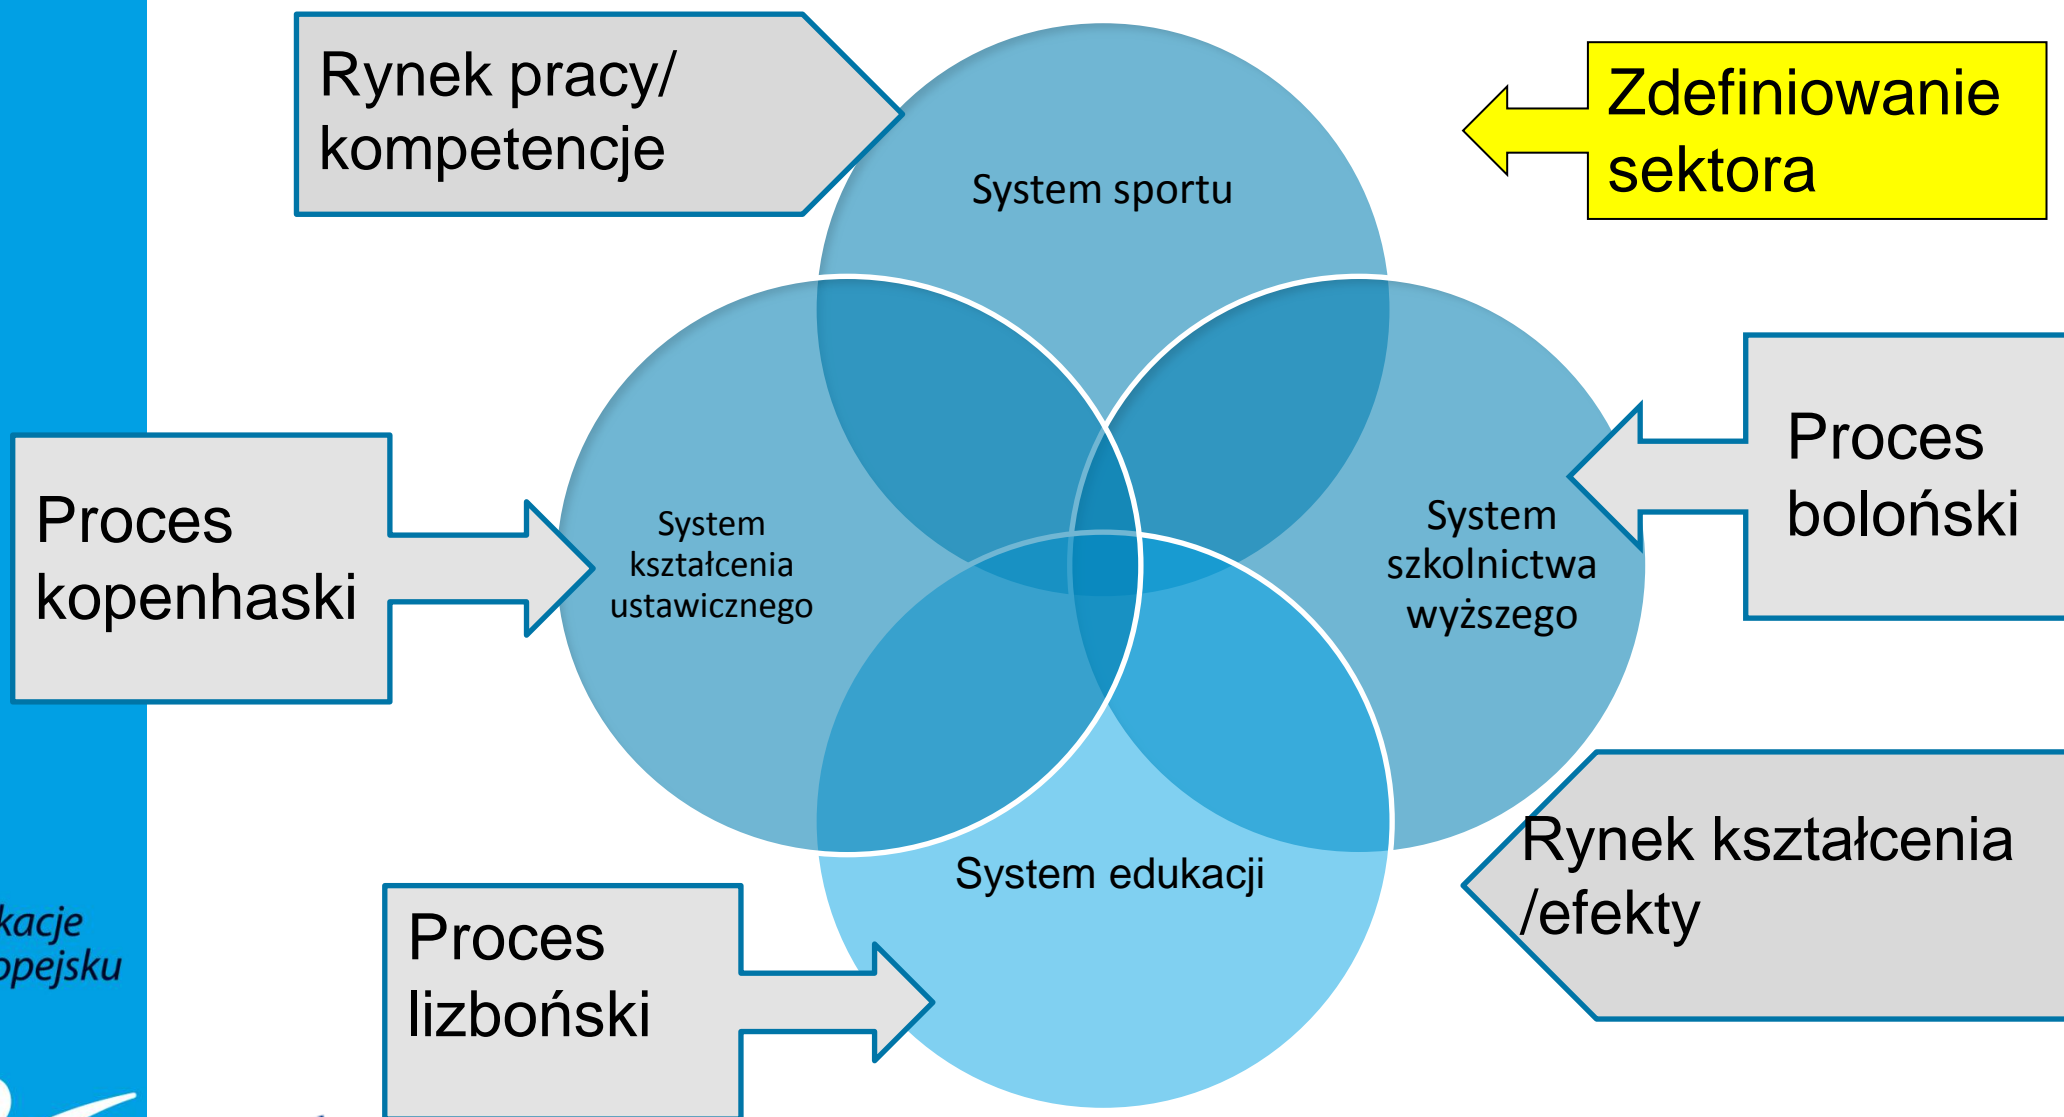 Rynek pracy/
kompetencje
Zdefiniowanie
sektora
System sportu
Proces
boloński
Proces
kopenhaski
System
kształcenia
ustawicznego
System
szkolnictwa
wyższego
Rynek kształcenia
/efekty
System edukacji
Proces
lizboński
kacje
opejsku